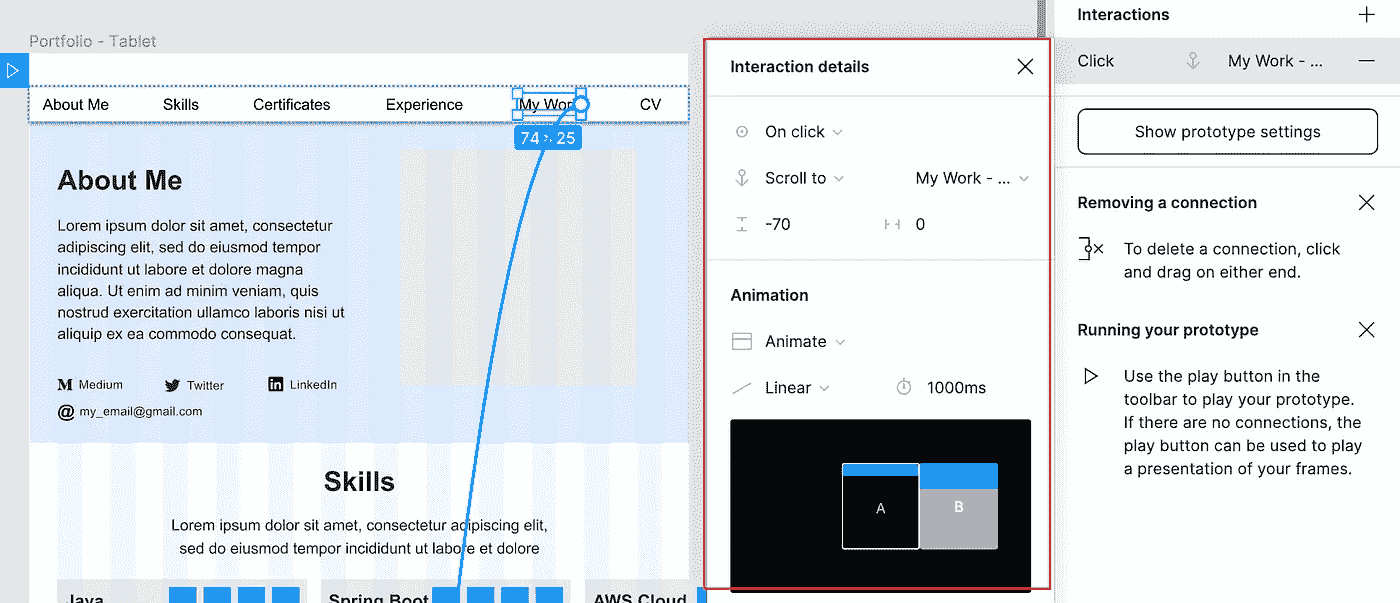 Portfolio - Tablet
About Me
Skills
Certificates
Experience
My Wor
CV
74 × 25
About Me
Lorem ipsum dolor sit amet, consectetur
adipiscing elit, sed do eiusmod tempor
incididunt ut labore et dolore magna
aliqua. Ut enim ad minim veniam, quis
nostrud exercitation ullamco laboris nisi ut
aliquip ex ea commodo consequat.
Medium
Twitter
LinkedIn
my_email@gmail.com
Skills
Lorem ipsum dolor sit amet, consectetur adipiscing elit,
sed do eiusmod tempor incididunt ut labore et dolore
Java
Spring Boot
AWS Cloud
Interaction details
On click
Scroll to
My Work - ...
-70
0
Animation
Animate
Linear
1000ms
A
B
Interactions
Click
My Work - ...
Show prototype settings
Removing a connection
To delete a connection, click
and drag on either end.
Running your prototype
Use the play button in the
toolbar to play your prototype.
If there are no connections, the
play button can be used to play
a presentation of your frames.